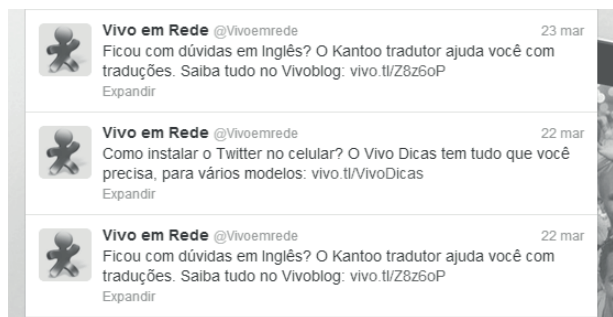 Vivo em Rede @Vivoemrede 23 mar
Ficou com dúvidas em Inglês? O Kantoo tradutor ajuda você com
traduções. Saiba tudo no Vivoblog: vivo.tl/Z8z6oP
Expandir
Vivo em Rede @Vivoemrede 22 mar
Como instalar o Twitter no celular? O Vivo Dicas tem tudo que você
precisa, para vários modelos: vivo.tl/VivoDicas
Expandir
Vivo em Rede @Vivoemrede 22 mar
Ficou com dúvidas em Inglês? O Kantoo tradutor ajuda você com
traduções. Saiba tudo no Vivoblog: vivo.tl/Z8z6oP
Expandir